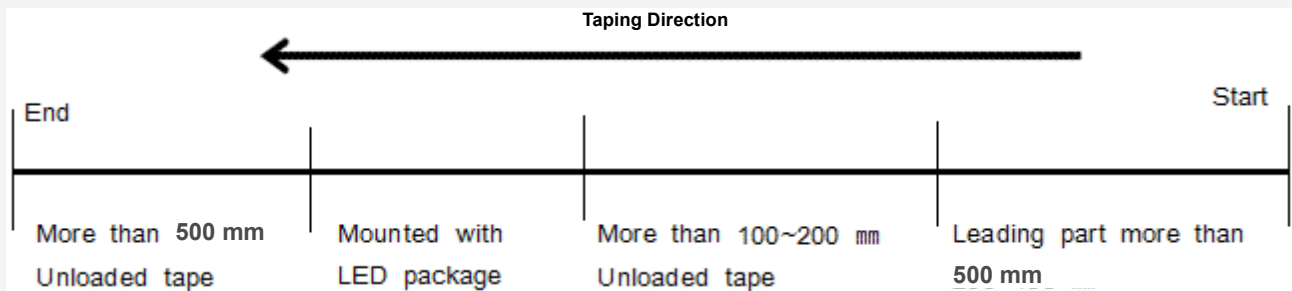 Taping Direction
End
Start
More than 500 mm
Unloaded tape
Mounted with
LED package
More than 100~200 ㎜
Unloaded tape
Leading part more than
500 mm